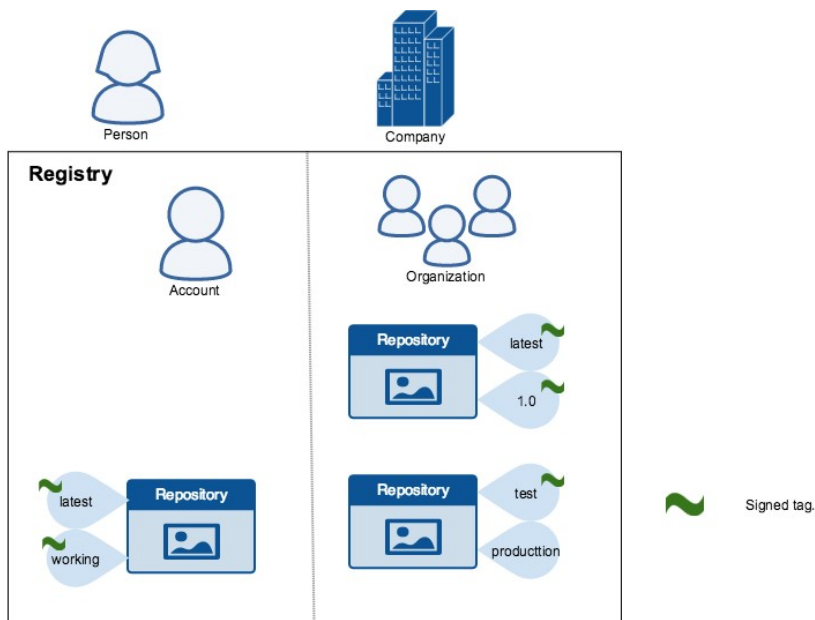 Person
Company
Registry
Account
Organization
Repository
latest
1.0
latest
Repository
working
Repository
test
producttion
Signed tag.